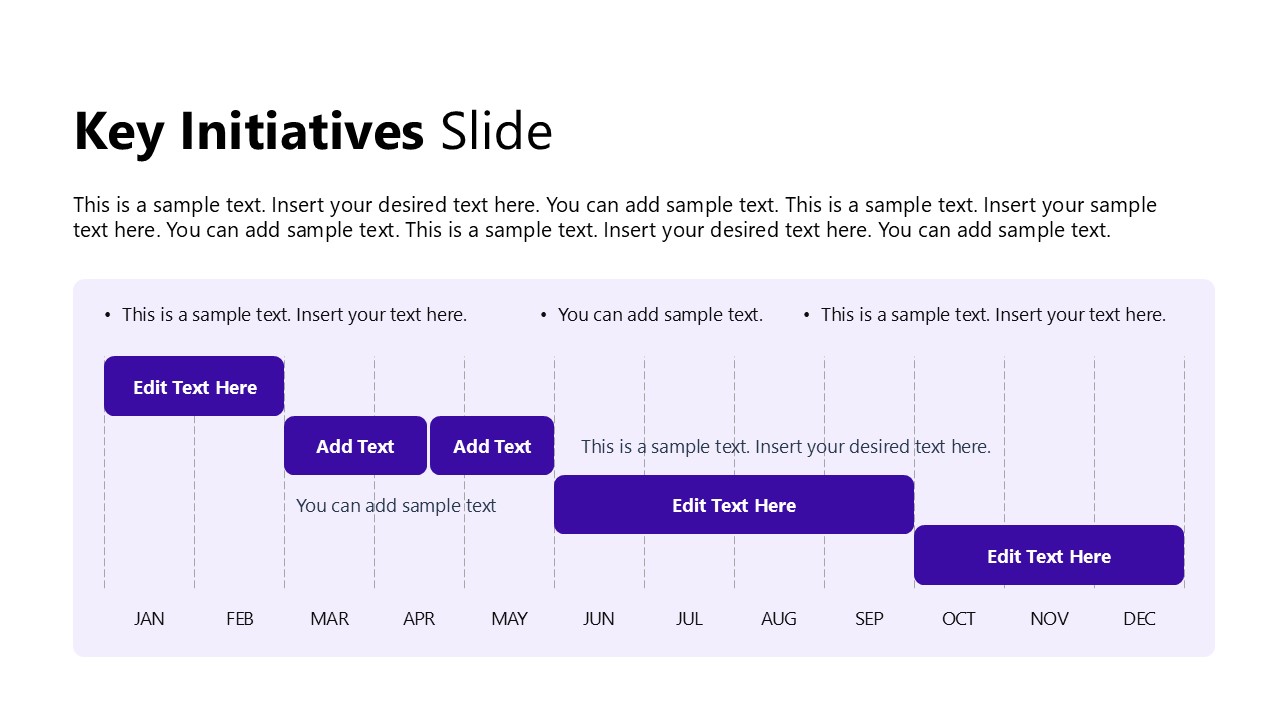 Key Initiatives Slide
This is a sample text. Insert your desired text here. You can add sample text. This is a sample text. Insert your sample
text here. You can add sample text. This is a sample text. Insert your desired text here. You can add sample text.
• This is a sample text. Insert your text here.
• You can add sample text.
• This is a sample text. Insert your text here.
Edit Text Here
Add Text
Add Text
This is a sample text. Insert your desired text here.
You can add sample text
Edit Text Here
Edit Text Here
JAN FEB MAR APR MAY JUN JUL AUG SEP OCT NOV DEC